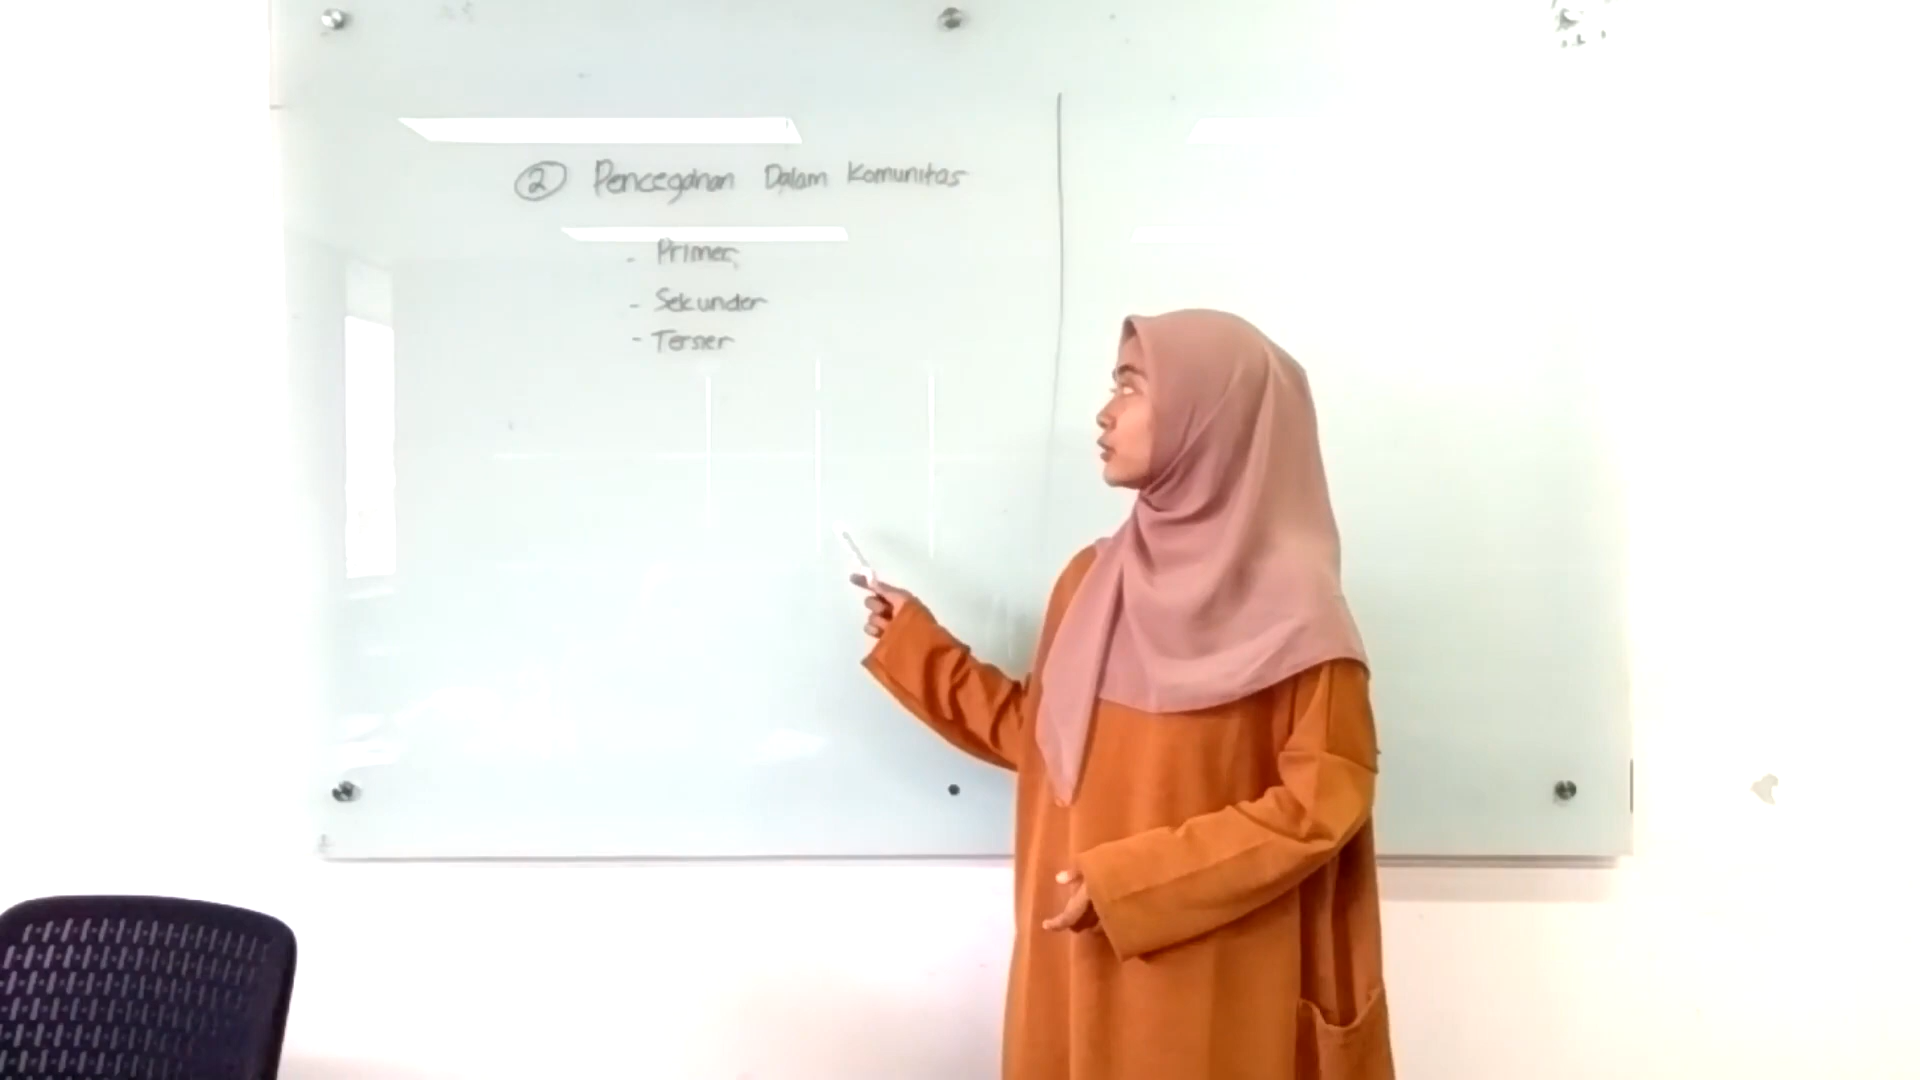 ② Pencegahan Dalam Komunitas
- Primer
- Sekunder
- Tersier